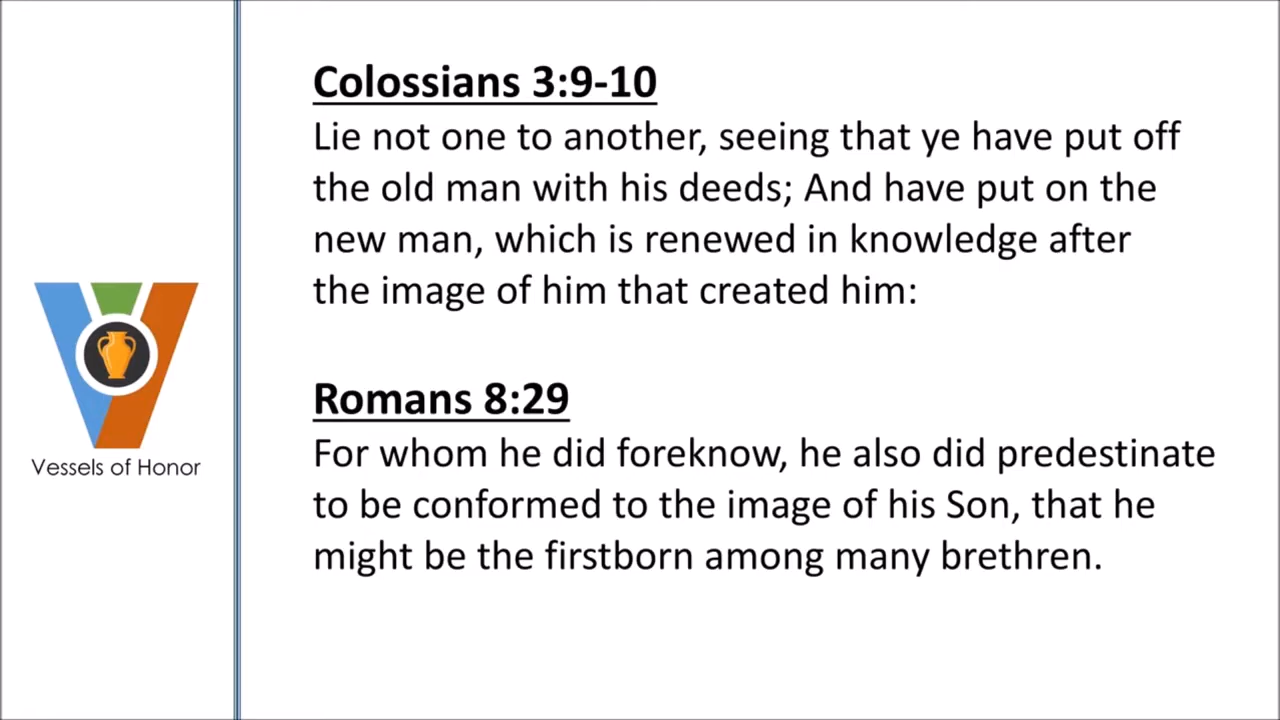 Colossians 3:9-10
Lie not one to another, seeing that ye have put off
the old man with his deeds; And have put on the
new man, which is renewed in knowledge after
the image of him that created him:
Romans 8:29
For whom he did foreknow, he also did predestinate
to be conformed to the image of his Son, that he
might be the firstborn among many brethren.
Vessels of Honor